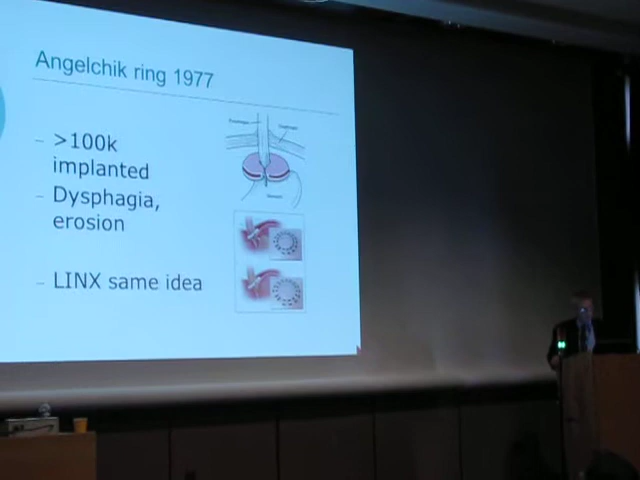 Angelchik ring 1977
- >100k
implanted
- Dysphagia,
erosion
- LINX same idea